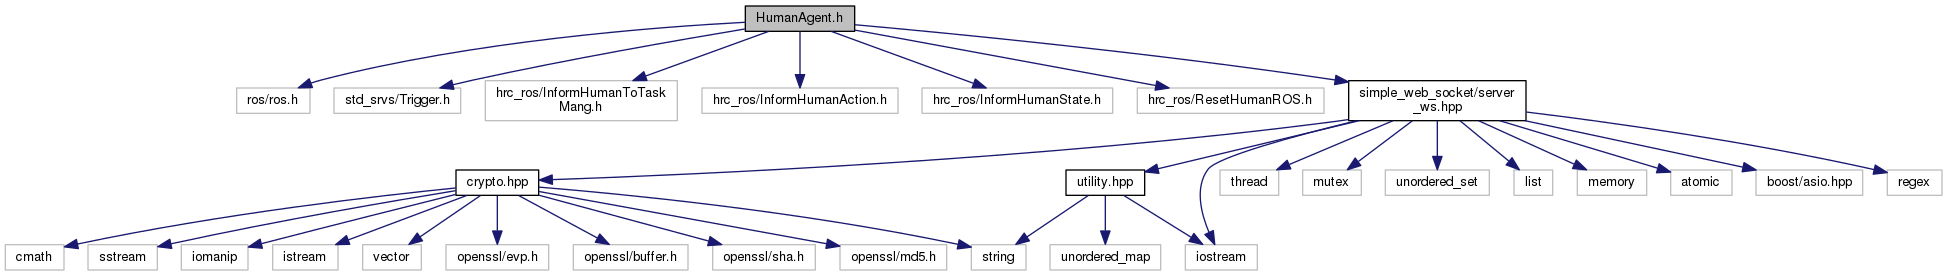 HumanAgent.h
ros/ros.h
std_srvs/Trigger.h
hrc_ros/InformHumanToTask
Mang.h
hrc_ros/InformHumanAction.h
hrc_ros/InformHumanState.h
hrc_ros/ResetHumanROS.h
simple_web_socket/server
_ws.hpp
crypto.hpp
utility.hpp
thread
mutex
unordered_set
list
memory
atomic
boost/asio.hpp
regex
cmath
sstream
iomanip
istream
vector
openssl/evp.h
openssl/buffer.h
openssl/sha.h
openssl/md5.h
string
unordered_map
iostream